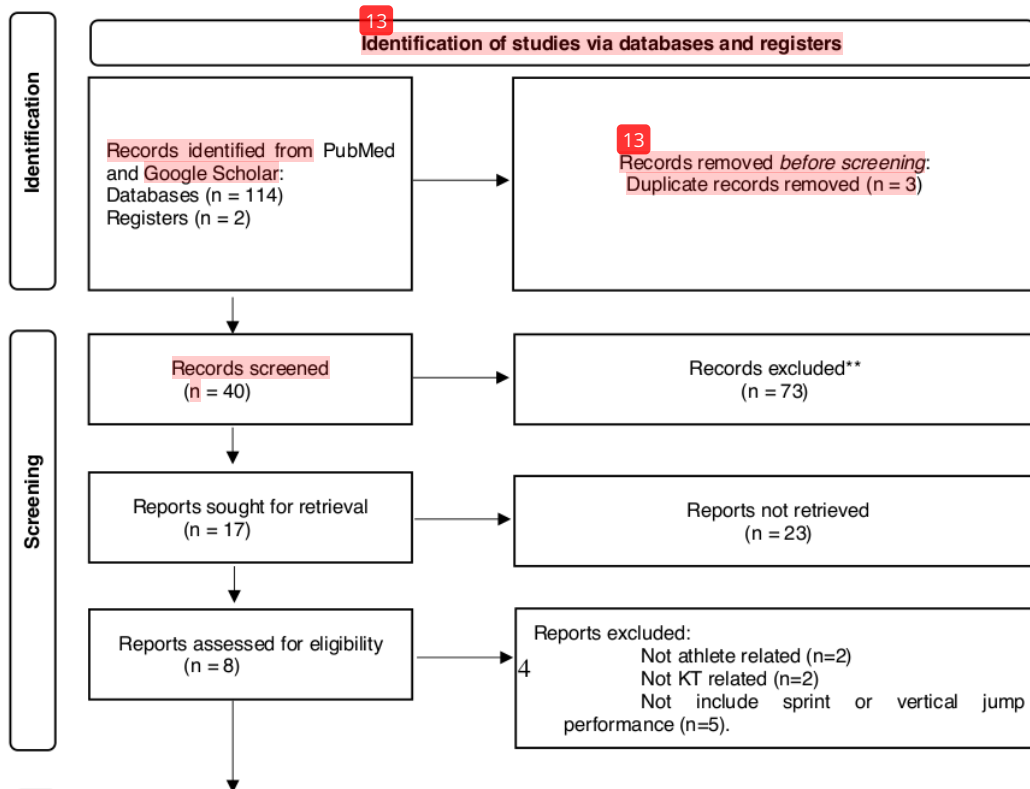 13
Identification of studies via databases and registers
Identification
Records identified from PubMed
and Google Scholar:
Databases (n = 114)
Registers (n = 2)
13
Records removed before screening:
Duplicate records removed (n = 3)
Screening
Records screened
(n = 40)
Records excluded**
(n = 73)
Reports sought for retrieval
(n = 17)
Reports not retrieved
(n = 23)
Reports assessed for eligibility
(n = 8)
Reports excluded:
Not athlete related (n=2)
4
Not KT related (n=2)
Not include sprint or vertical jump
performance (n=5).